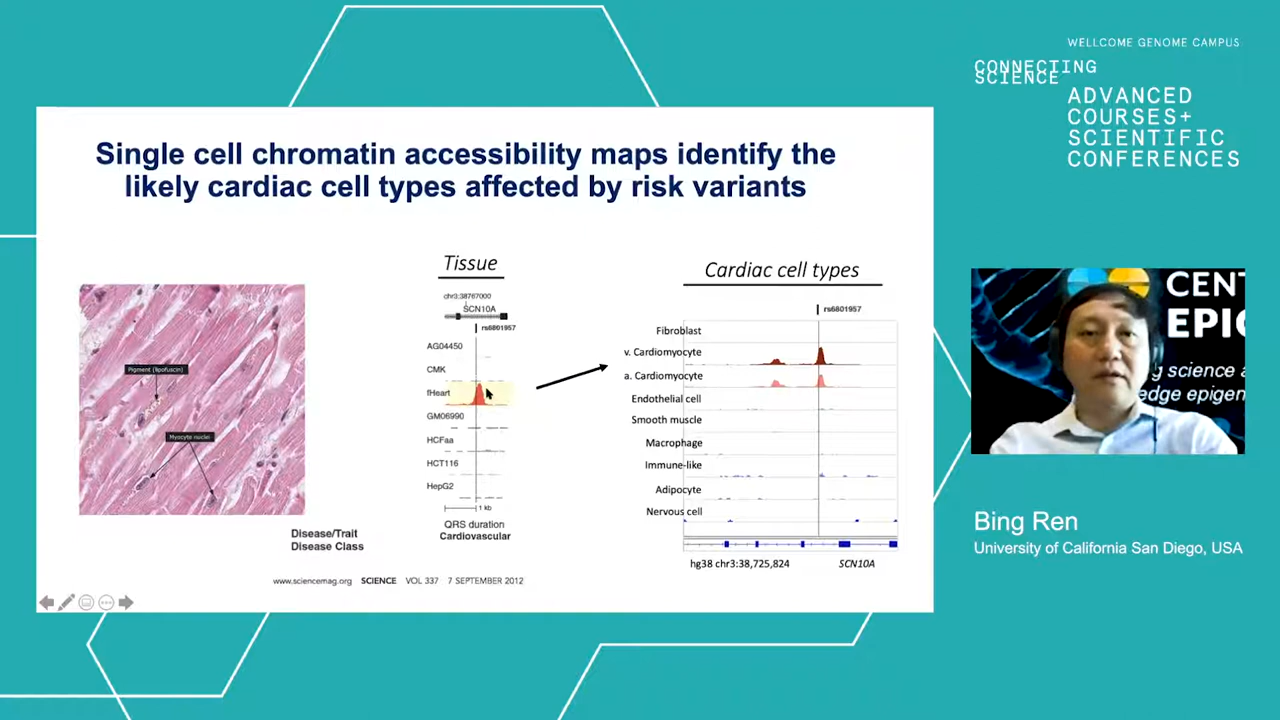 WELLCOME GENOME CAMPUS
CONNECTING
SCIENCE
ADVANCED
COURSES+
SCIENTIFIC
CONFERENCES
Single cell chromatin accessibility maps identify the
likely cardiac cell types affected by risk variants
Pigment (lipofuscin)
Myocyte nuclei
Tissue
chr3:38767000
SCN10A
rs6801957
AG04450
CMK
fHeart
GM06990
HCFaa
HCT116
HepG2
1 kb
QRS duration
Cardiovascular
Disease/Trait
Disease Class
www.sciencemag.org SCIENCE VOL 337 7 SEPTEMBER 2012
Cardiac cell types
rs6801957
Fibroblast
v. Cardiomyocyte
a. Cardiomyocyte
Endothelial cell
Smooth muscle
Macrophage
Immune-like
Adipocyte
Nervous cell
hg38 chr3:38,725,824
SCN10A
CENT
EPIG
g science a
edge epigen
Bing Ren
University of California San Diego, USA